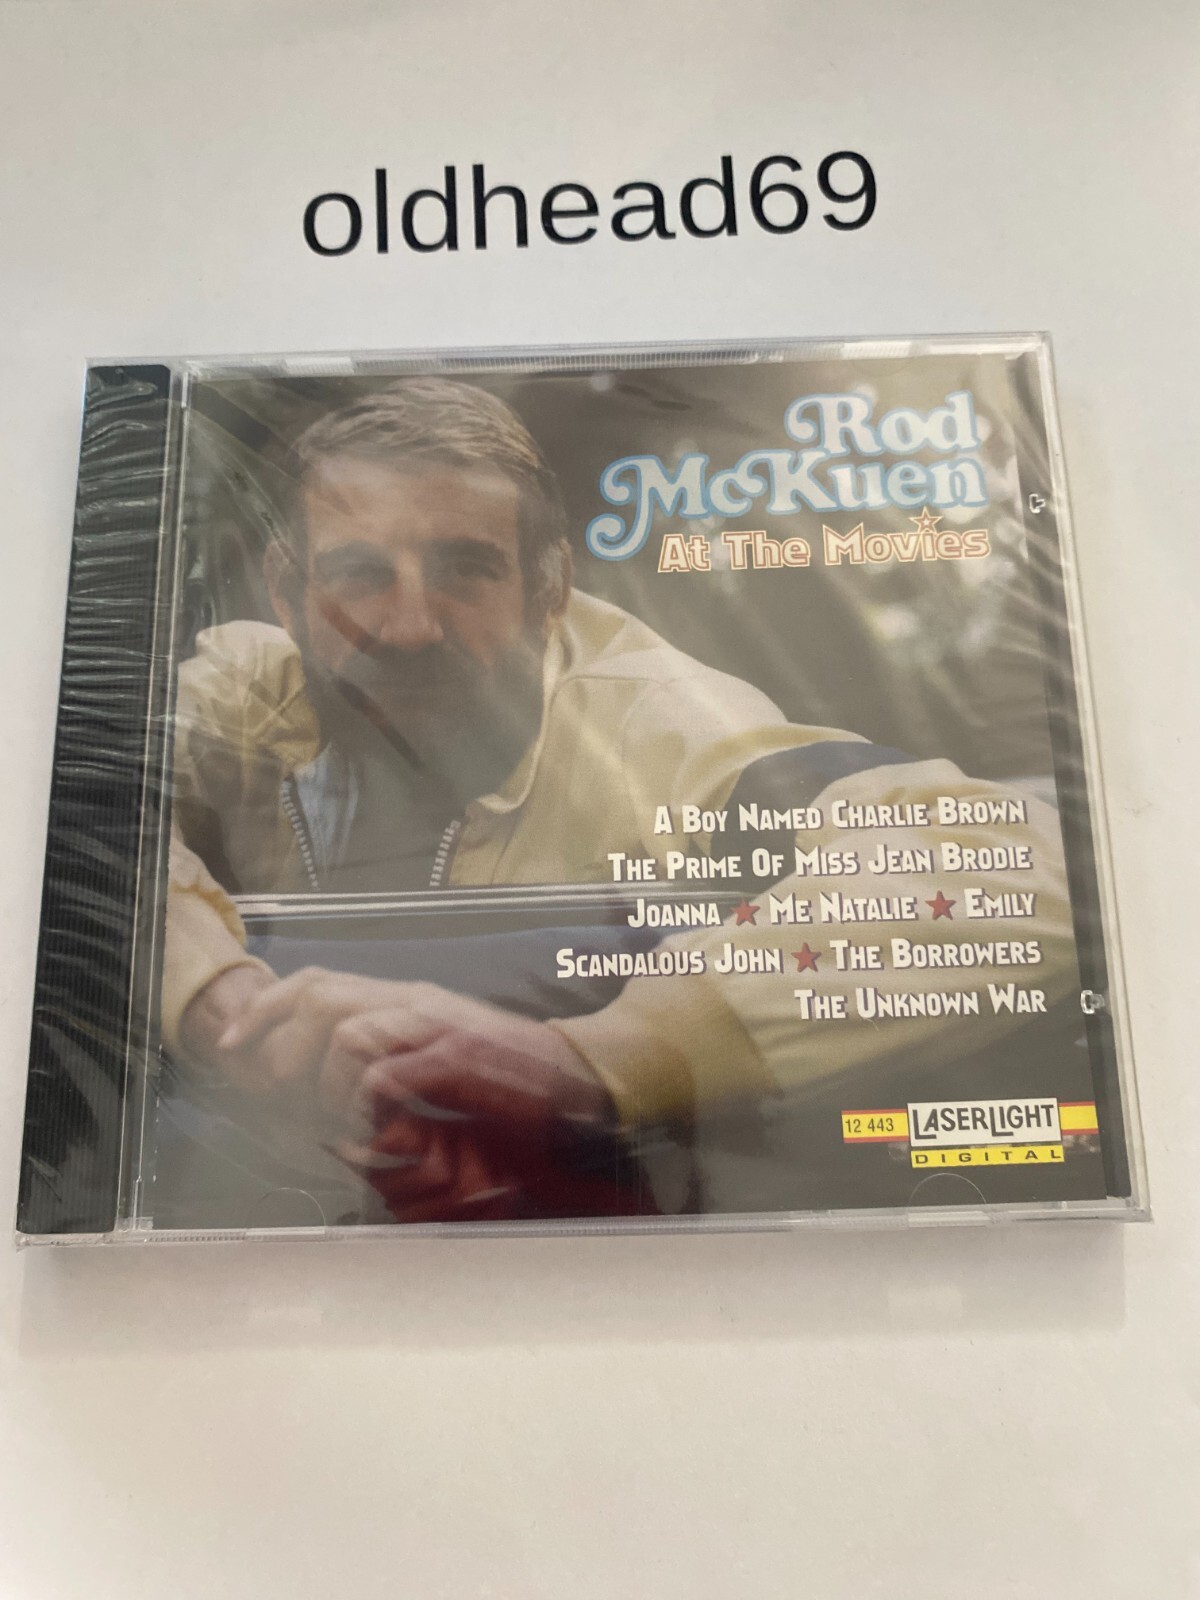 oldhead69
Rod
McKuen
At The Movies
A Boy Named Charlie Brown
The Prime Of Miss Jean Brodie
Joanna ★ Me Natalie ★ Emily
Scandalous John ★ The Borrowers
The Unknown War
12 443 LaserLight
DIGITAL